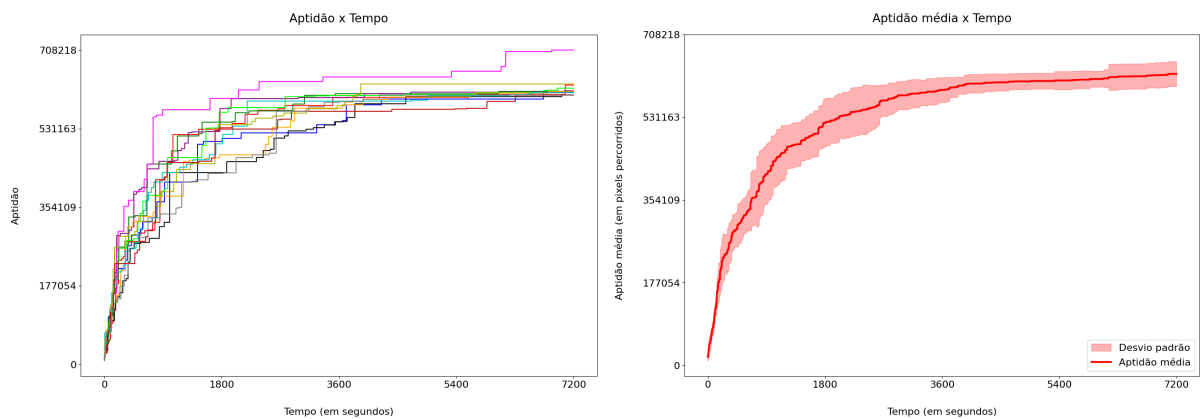 Aptidão x Tempo
708218
531163
354109
177054
0
Aptidão
0 1800 3600 5400 7200
Tempo (em segundos)
Aptidão média x Tempo
708218
531163
354109
177054
0
Aptidão média (em pixels percorridos)
Desvio padrão
Aptidão média
0 1800 3600 5400 7200
Tempo (em segundos)